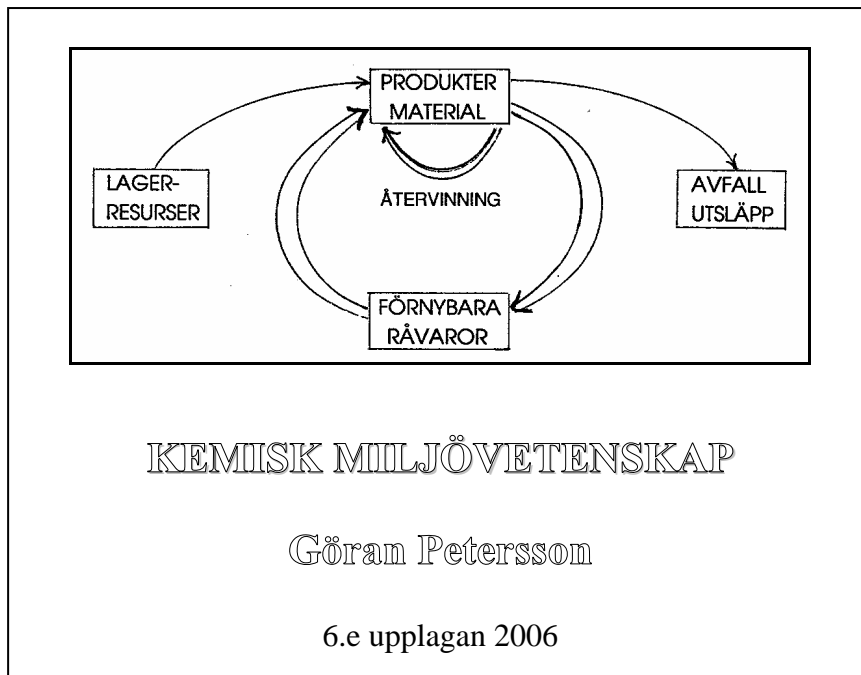 PRODUKTER
MATERIAL
LAGER-
RESURSER
ÅTERVINNING
AVFALL
UTSLÄPP
FÖRNYBARA
RÅVAROR
KEMISK MILJÖVETENSKAP
Göran Petersson
6.e upplagan 2006